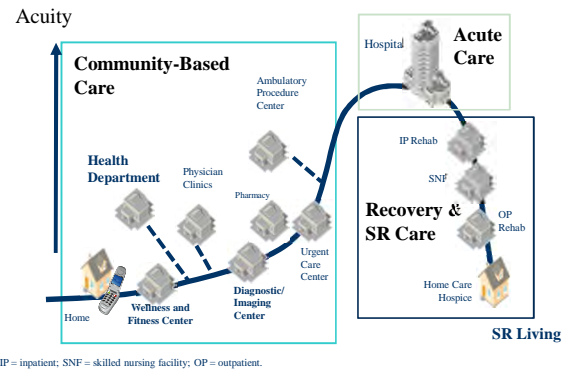 Acuity
Community-Based
Care
Ambulatory
Procedure
Center
Health
Department
Physician
Clinics
Pharmacy
Urgent
Care
Center
Diagnostic/
Imaging
Center
Wellness and
Fitness Center
Home
Hospital
Acute
Care
IP Rehab
SNF
Recovery &
SR Care
OP
Rehab
Home Care
Hospice
SR Living
IP = inpatient; SNF = skilled nursing facility; OP = outpatient.